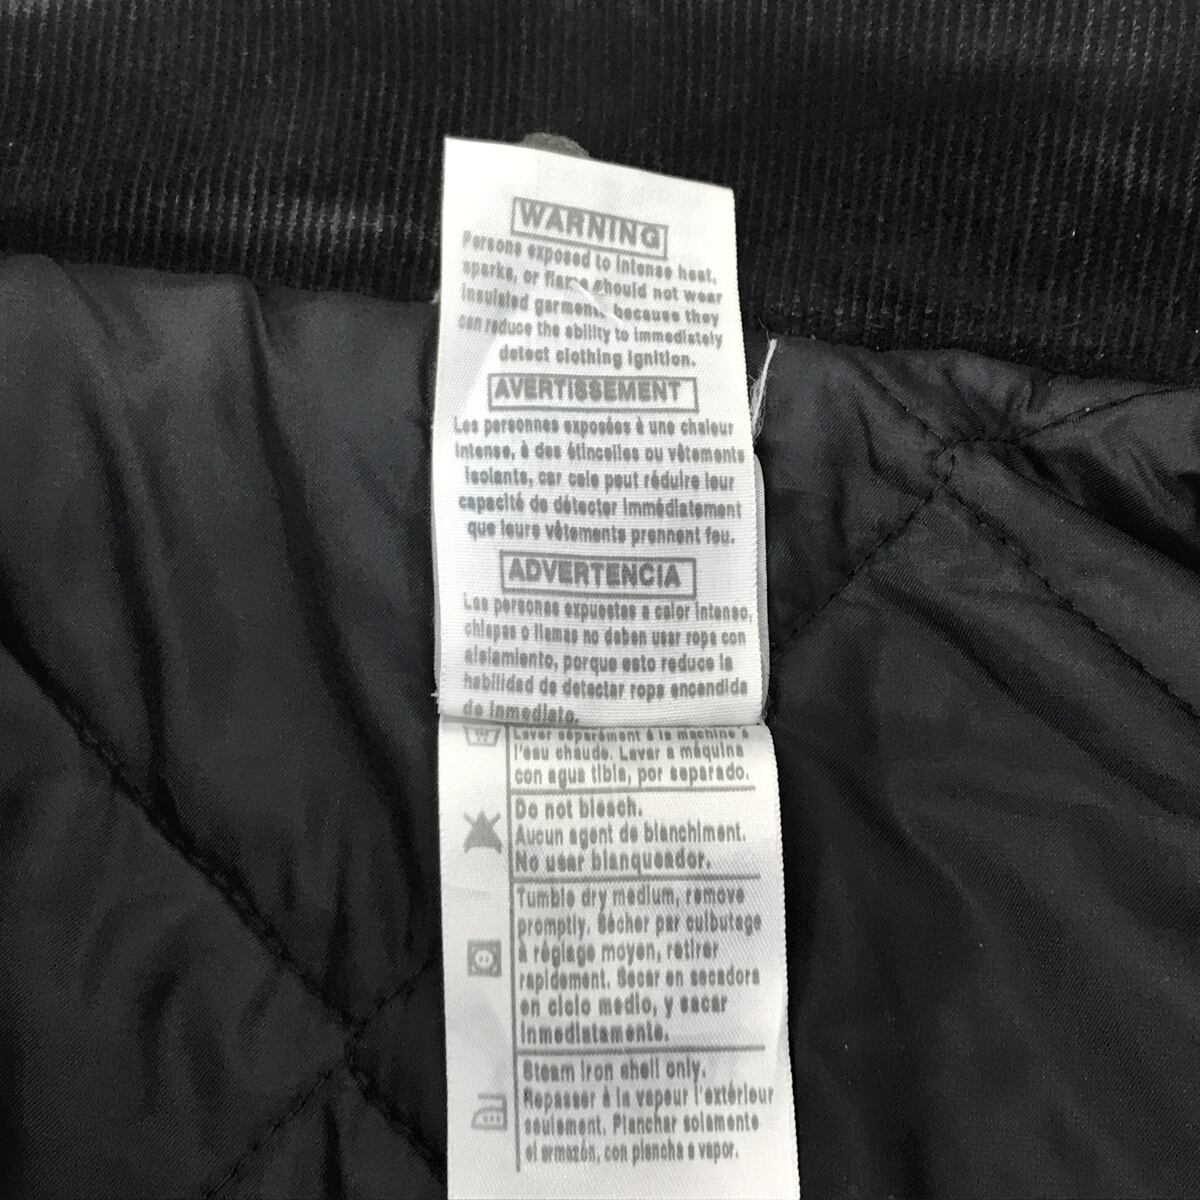 WARNING
Persons exposed to intense heat,
sparks, or flame should not wear
insulated garments because they
can reduce the ability to immediately
detect clothing ignition.
AVERTISSEMENT
Les personnes exposées à une chaleur
intense, à des étincelles ou vêtements
isolants, car cela peut réduire leur
capacité de détecter immédiatement
que leurs vêtements prennent feu.
ADVERTENCIA
Las personas expuestas a calor intenso,
chispas o llamas no deben usar ropa con
aislamiento, porque esto reduce la
habilidad de detectar ropa encendida
de inmediato.
Laver séparément à la machine à
l'eau chaude. Lavar a máquina
con agua tibia, por separado.
Do not bleach.
Aucun agent de blanchiment.
No usar blanqueador.
Tumble dry medium, remove
promptly. Sécher par culbutage
à réglage moyen, retirer
rapidement. Secar en secadora
en ciclo medio, y sacar
inmediatamente.
Steam iron shell only.
Repasser à la vapeur l'extérieur
seulement. Planchar solamente
el armazón, con plancha a vapor.